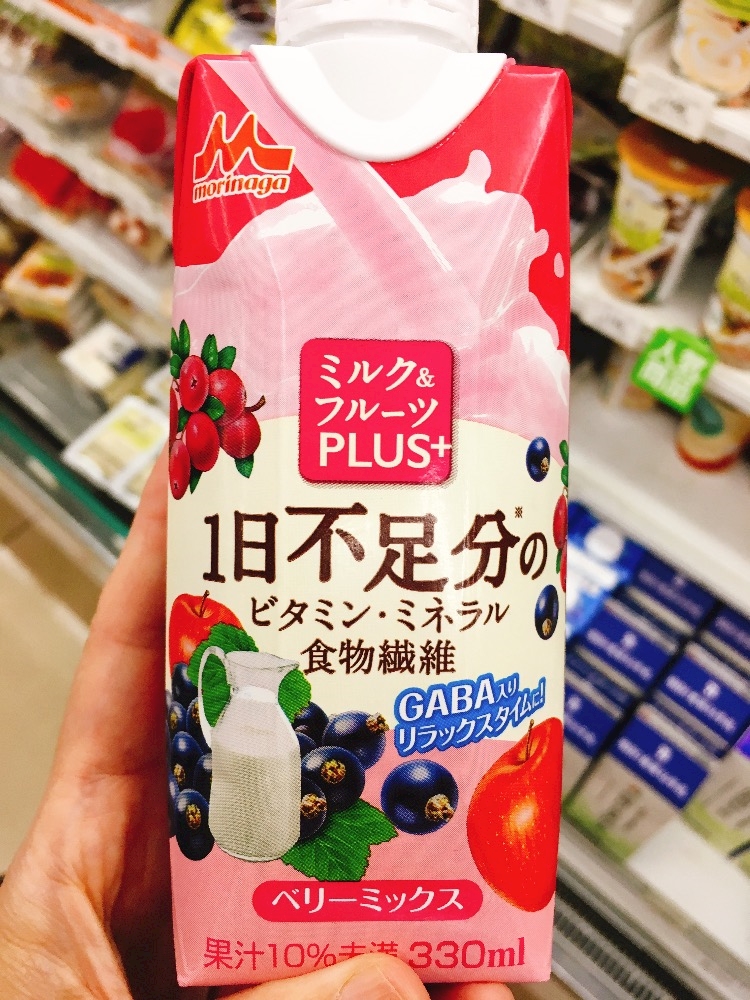 morinaga
ミルク&
フルーツ
PLUS+
1日不足分※の
ビタミン・ミネラル
食物繊維
GABA入り
リラックスタイムに!
ベリーミックス
果汁10%未満 330ml